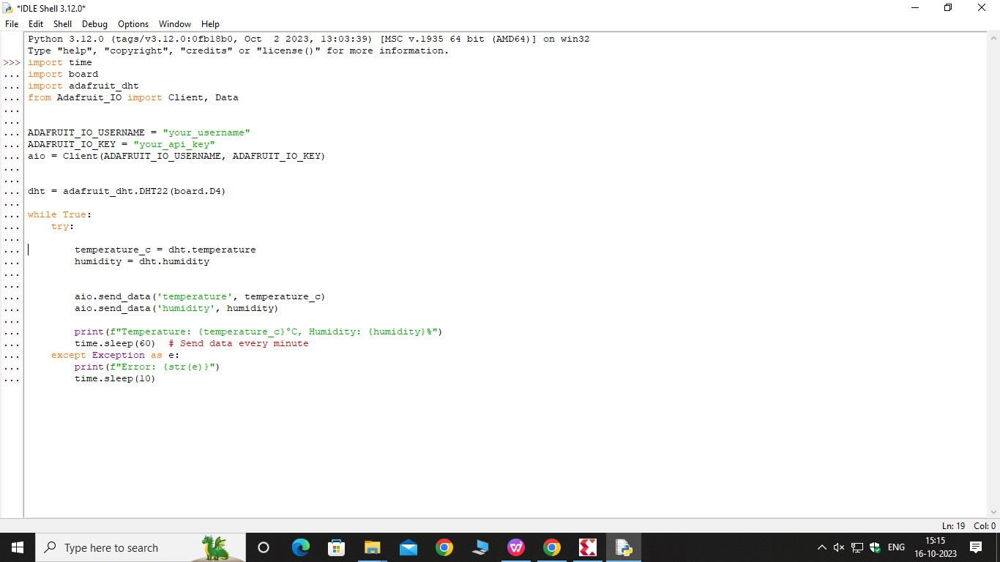 *IDLE Shell 3.12.0*
File Edit Shell Debug Options Window Help
Python 3.12.0 (tags/v3.12.0:0fb18b0, Oct  2 2023, 13:03:39) [MSC v.1935 64 bit (AMD64)] on win32
Type "help", "copyright", "credits" or "license()" for more information.
>>> import time
... import board
... import adafruit_dht
... from Adafruit_IO import Client, Data
...
...
... ADAFRUIT_IO_USERNAME = "your_username"
... ADAFRUIT_IO_KEY = "your_api_key"
... aio = Client(ADAFRUIT_IO_USERNAME, ADAFRUIT_IO_KEY)
...
...
... dht = adafruit_dht.DHT22(board.D4)
...
... while True:
...     try:
...
...         temperature_c = dht.temperature
...         humidity = dht.humidity
...
...
...         aio.send_data('temperature', temperature_c)
...         aio.send_data('humidity', humidity)
...
...         print(f"Temperature: {temperature_c}°C, Humidity: {humidity}%")
...         time.sleep(60)  # Send data every minute
...     except Exception as e:
...         print(f"Error: {str(e)}")
...         time.sleep(10)
Ln: 19 Col: 0
Type here to search
ENG
15:15
16-10-2023